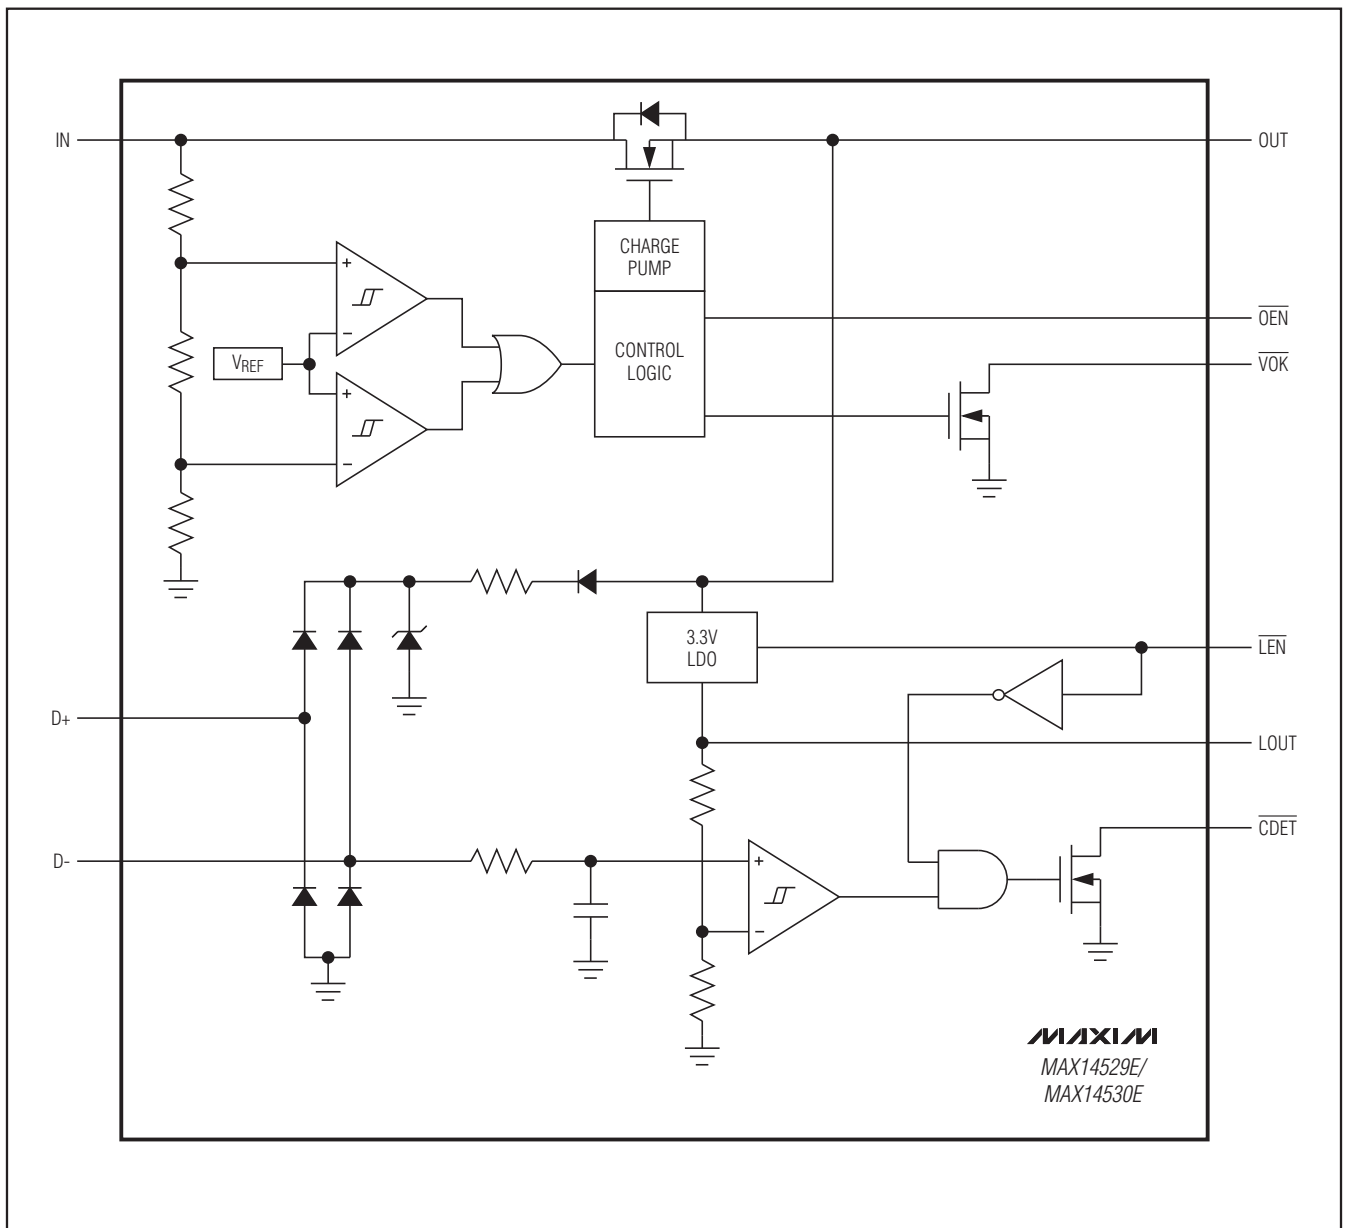 IN
OUT
CHARGE
PUMP
+
OEN
CONTROL
LOGIC
−
VREF
VOK
+
−
3.3V
LDO
LEN
D+
LOUT
CDET
D-
+
−
MAXIM
MAX14529E/
MAX14530E